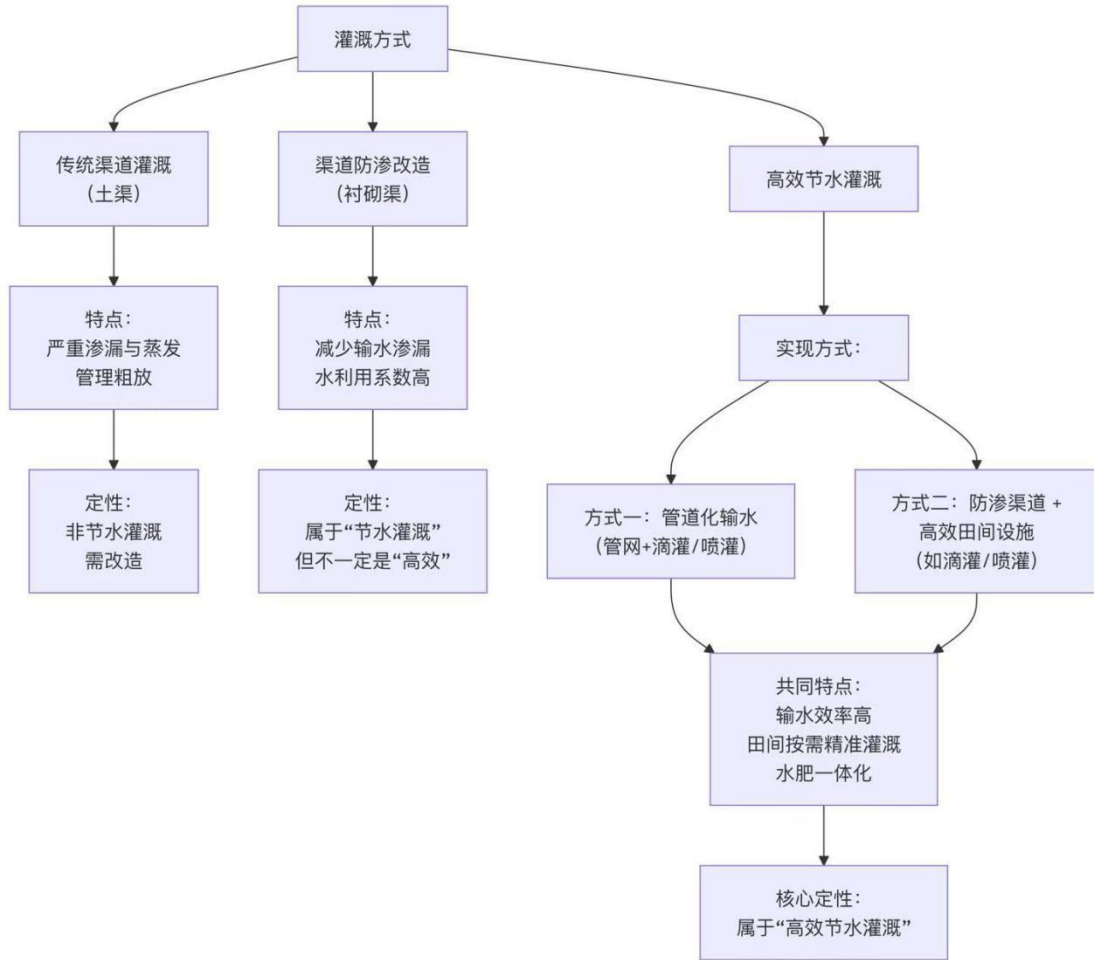 灌溉方式
传统渠道灌溉
（土渠）
渠道防渗改造
（衬砌渠）
高效节水灌溉
特点：
严重渗漏与蒸发
管理粗放
特点：
减少输水渗漏
水利用系数高
实现方式：
定性：
非节水灌溉
需改造
定性：
属于“节水灌溉”
但不一定是“高效”
方式一：管道化输水
（管网+滴灌/喷灌）
方式二：防渗渠道 +
高效田间设施
（如滴灌/喷灌）
共同特点：
输水效率高
田间按需精准灌溉
水肥一体化
核心定性：
属于“高效节水灌溉”